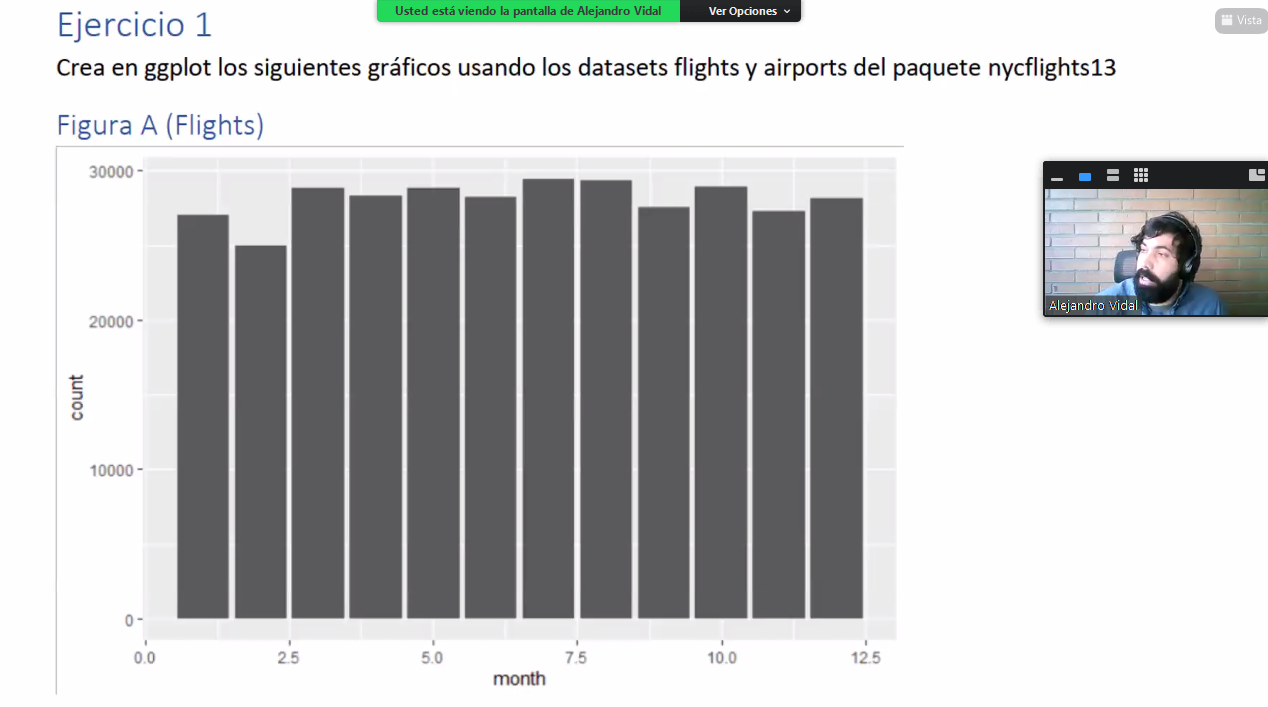 Usted está viendo la pantalla de Alejandro Vidal
Ver Opciones
Vista
Ejercicio 1
Crea en ggplot los siguientes gráficos usando los datasets flights y airports del paquete nycflights13
Figura A (Flights)
30000
20000
10000
0
count
0.0 2.5 5.0 7.5 10.0 12.5
month
Alejandro Vidal